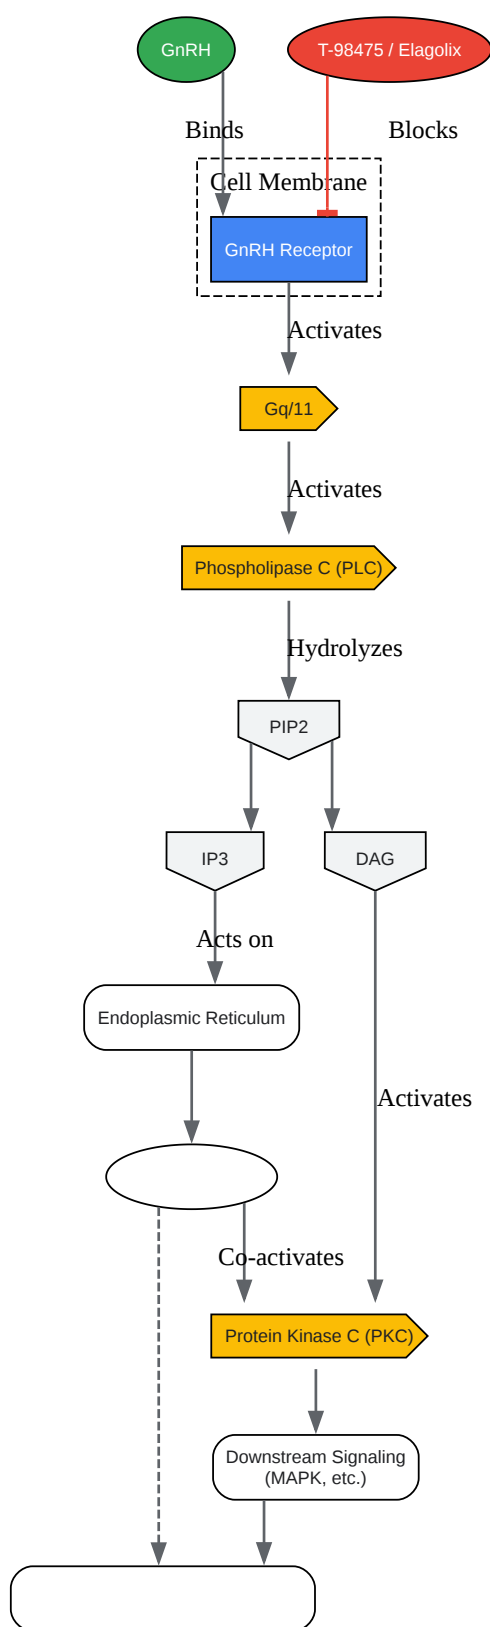 GnRH
T-98475 / Elagolix
Binds
Blocks
Cell Membrane
GnRH Receptor
Activates
Gq/11
Activates
Phospholipase C (PLC)
Hydrolyzes
PIP2
IP3
DAG
Acts on
Endoplasmic Reticulum
Activates
Co-activates
Protein Kinase C (PKC)
Downstream Signaling
(MAPK, etc.)